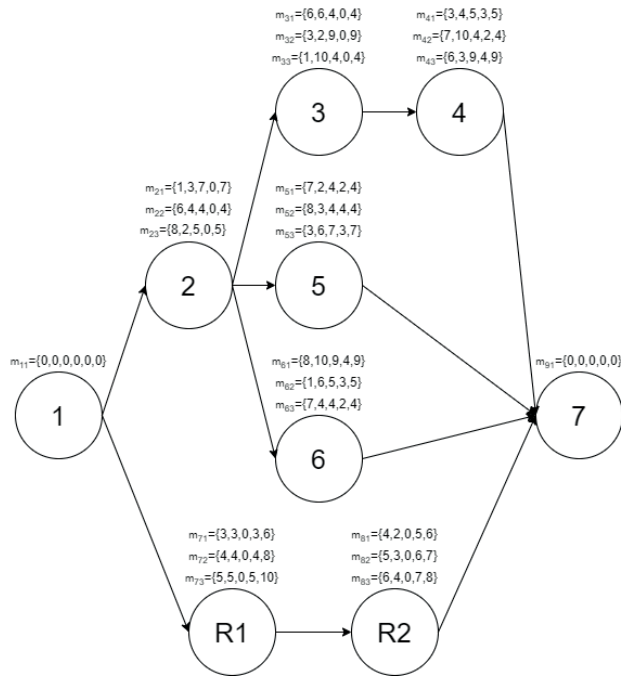 m31={6,6,4,0,4}
m32={3,2,9,0,9}
m33={1,10,4,0,4}
3
m41={3,4,5,3,5}
m42={7,10,4,2,4}
m43={6,3,9,4,9}
4
m21={1,3,7,0,7}
m22={6,4,4,0,4}
m23={8,2,5,0,5}
2
m51={7,2,4,2,4}
m52={8,3,4,4,4}
m53={3,6,7,3,7}
5
m11={0,0,0,0,0,0}
1
m61={8,10,9,4,9}
m62={1,6,5,3,5}
m63={7,4,4,2,4}
6
m91={0,0,0,0,0}
7
m71={3,3,0,3,6}
m72={4,4,0,4,8}
m73={5,5,0,5,10}
R1
m81={4,2,0,5,6}
m82={5,3,0,6,7}
m83={6,4,0,7,8}
R2